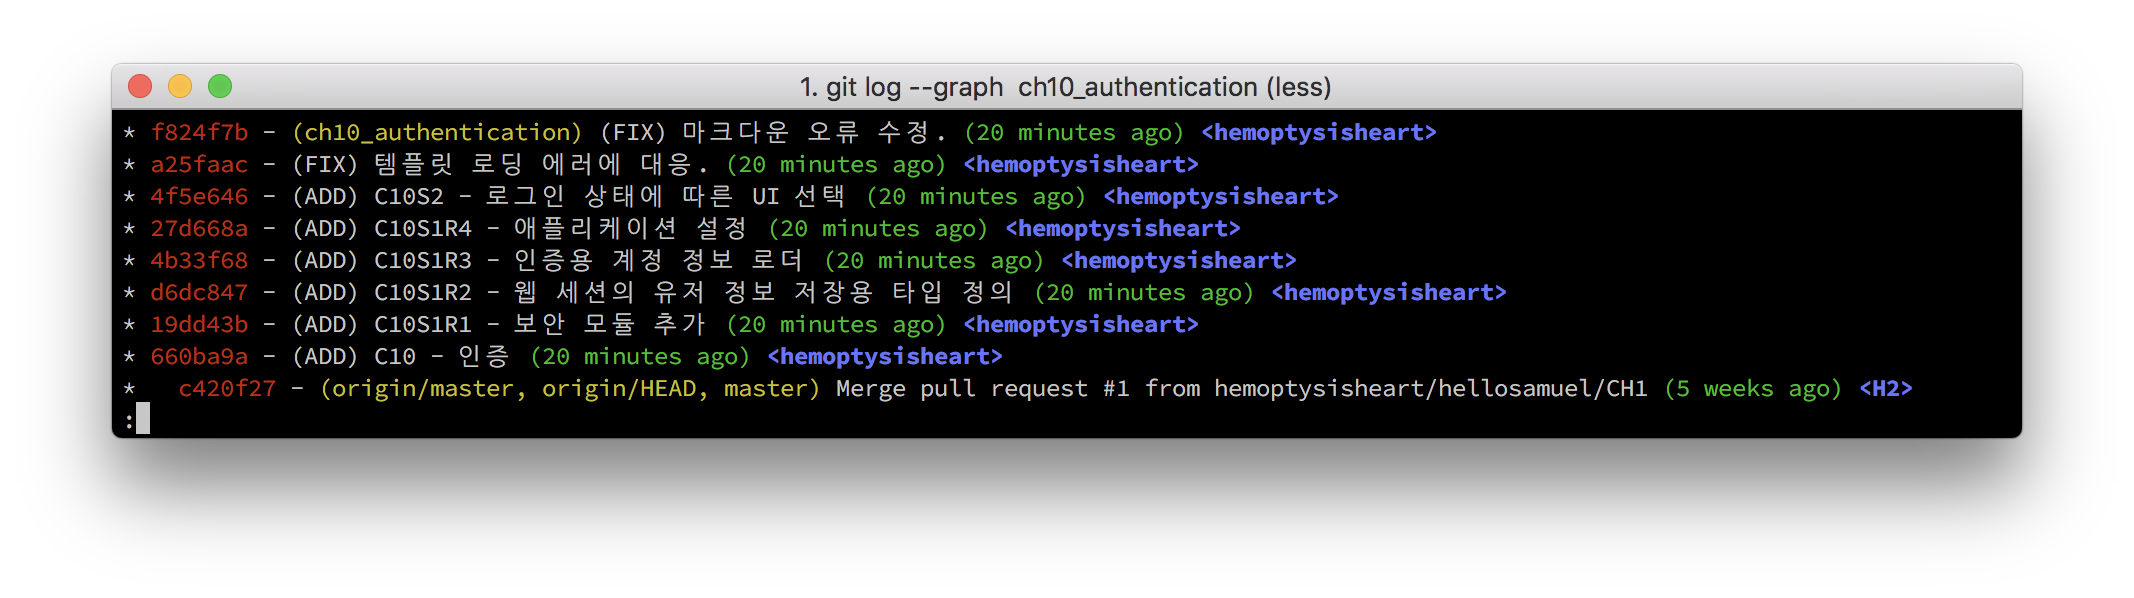 1. git log --graph  ch10_authentication (less)
* f824f7b - (ch10_authentication) (FIX) 마크다운 오류 수정. (20 minutes ago) <hemoptysisheart>
* a25faac - (FIX) 템플릿 로딩 에러에 대응. (20 minutes ago) <hemoptysisheart>
* 4f5e646 - (ADD) C10S2 - 로그인 상태에 따른 UI 선택 (20 minutes ago) <hemoptysisheart>
* 27d668a - (ADD) C10S1R4 - 애플리케이션 설정 (20 minutes ago) <hemoptysisheart>
* 4b33f68 - (ADD) C10S1R3 - 인증용 계정 정보 로더 (20 minutes ago) <hemoptysisheart>
* d6dc847 - (ADD) C10S1R2 - 웹 세션의 유저 정보 저장용 타입 정의 (20 minutes ago) <hemoptysisheart>
* 19dd43b - (ADD) C10S1R1 - 보안 모듈 추가 (20 minutes ago) <hemoptysisheart>
* 660ba9a - (ADD) C10 - 인증 (20 minutes ago) <hemoptysisheart>
*   c420f27 - (origin/master, origin/HEAD, master) Merge pull request #1 from hemoptysisheart/hellosamuel/CH1 (5 weeks ago) <H2>
: